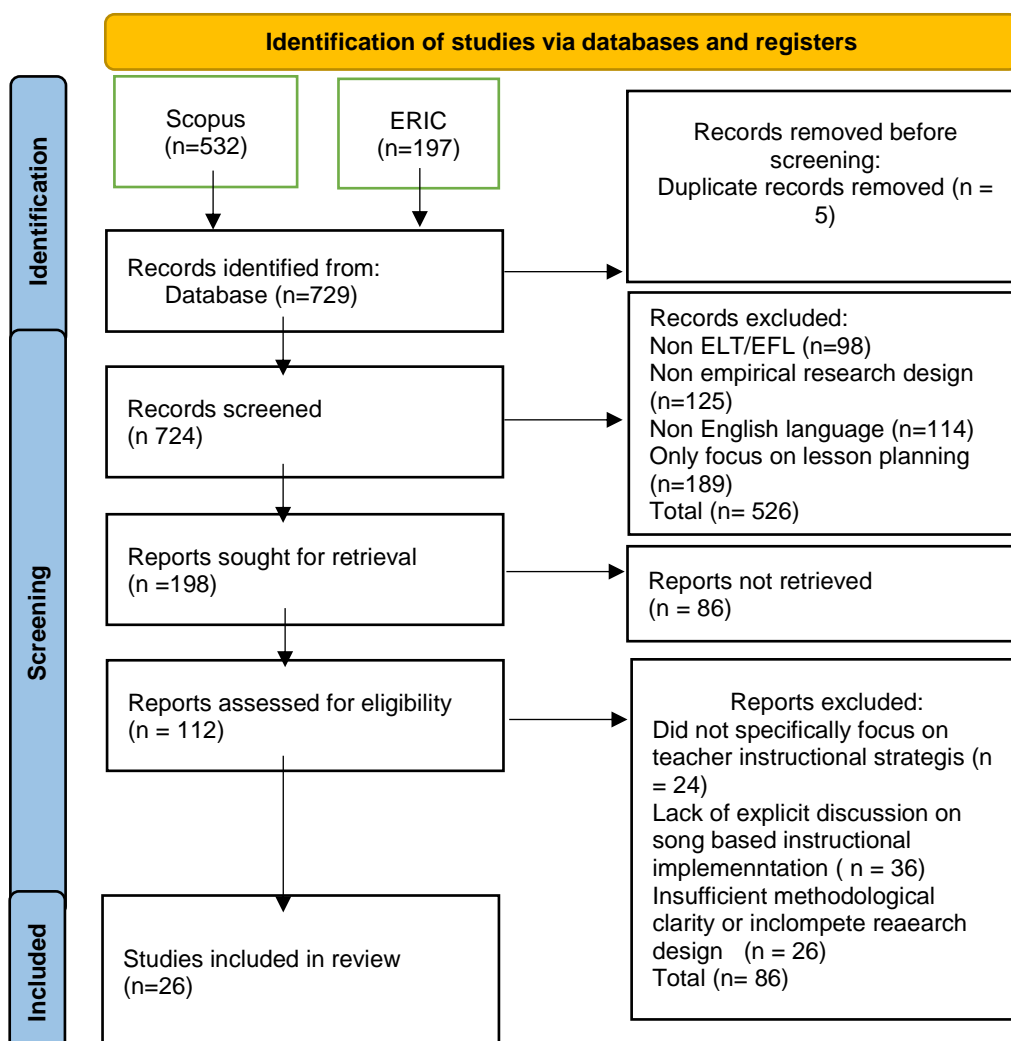 Identification of studies via databases and registers
Identification
Scopus
(n=532)
ERIC
(n=197)
Records removed before
screening:
Duplicate records removed (n =
5)
Records identified from:
Database (n=729)
Screening
Records screened
(n 724)
Records excluded:
Non ELT/EFL (n=98)
Non empirical research design
(n=125)
Non English language (n=114)
Only focus on lesson planning
(n=189)
Total (n= 526)
Reports sought for retrieval
(n =198)
Reports not retrieved
(n = 86)
Reports assessed for eligibility
(n = 112)
Reports excluded:
Did not specifically focus on
teacher instructional strategis (n
= 24)
Lack of explicit discussion on
song based instructional
implemenntation ( n = 36)
Insufficient methodological
clarity or inclompete reaearch
design (n = 26)
Total (n= 86)
Included
Studies included in review
(n=26)